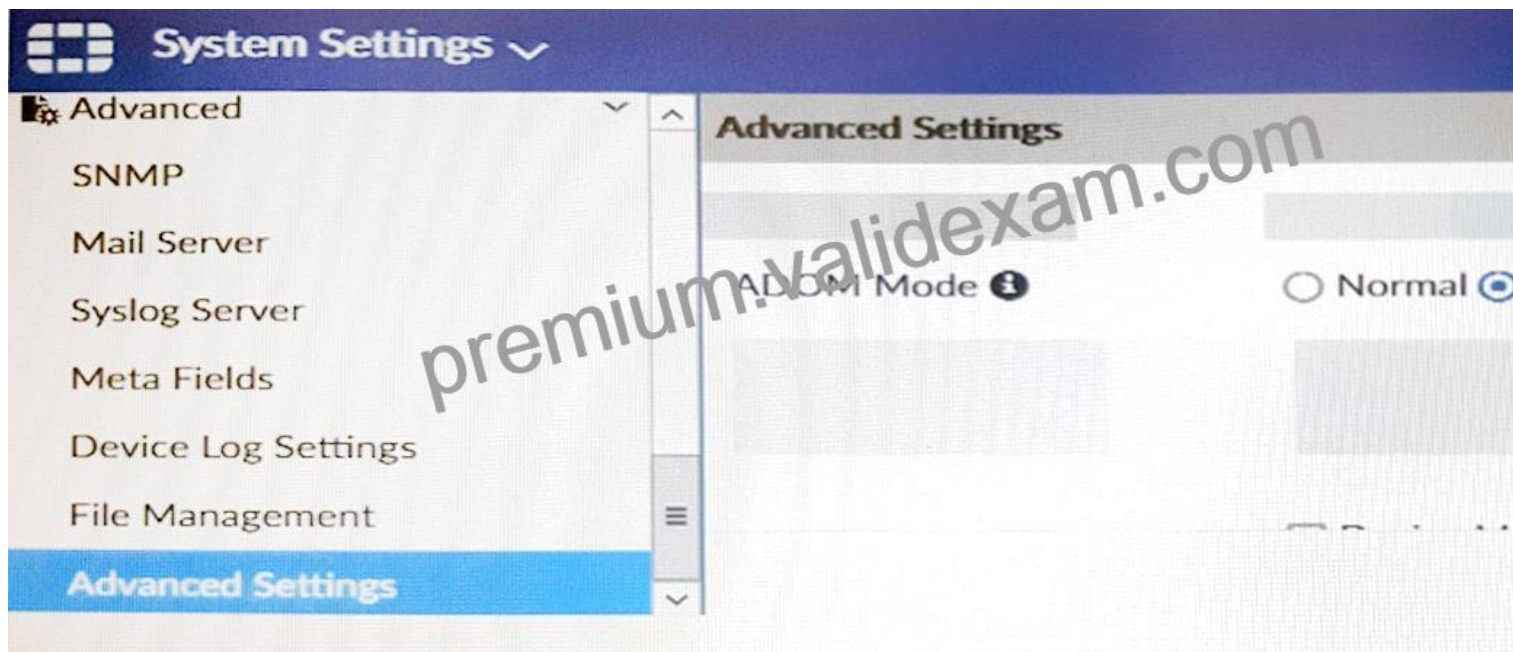 System Settings
Advanced
Advanced Settings
SNMP
Mail Server
ADOM Mode
Normal
Syslog Server
Meta Fields
Device Log Settings
File Management
Advanced Settings
premium.validexam.com